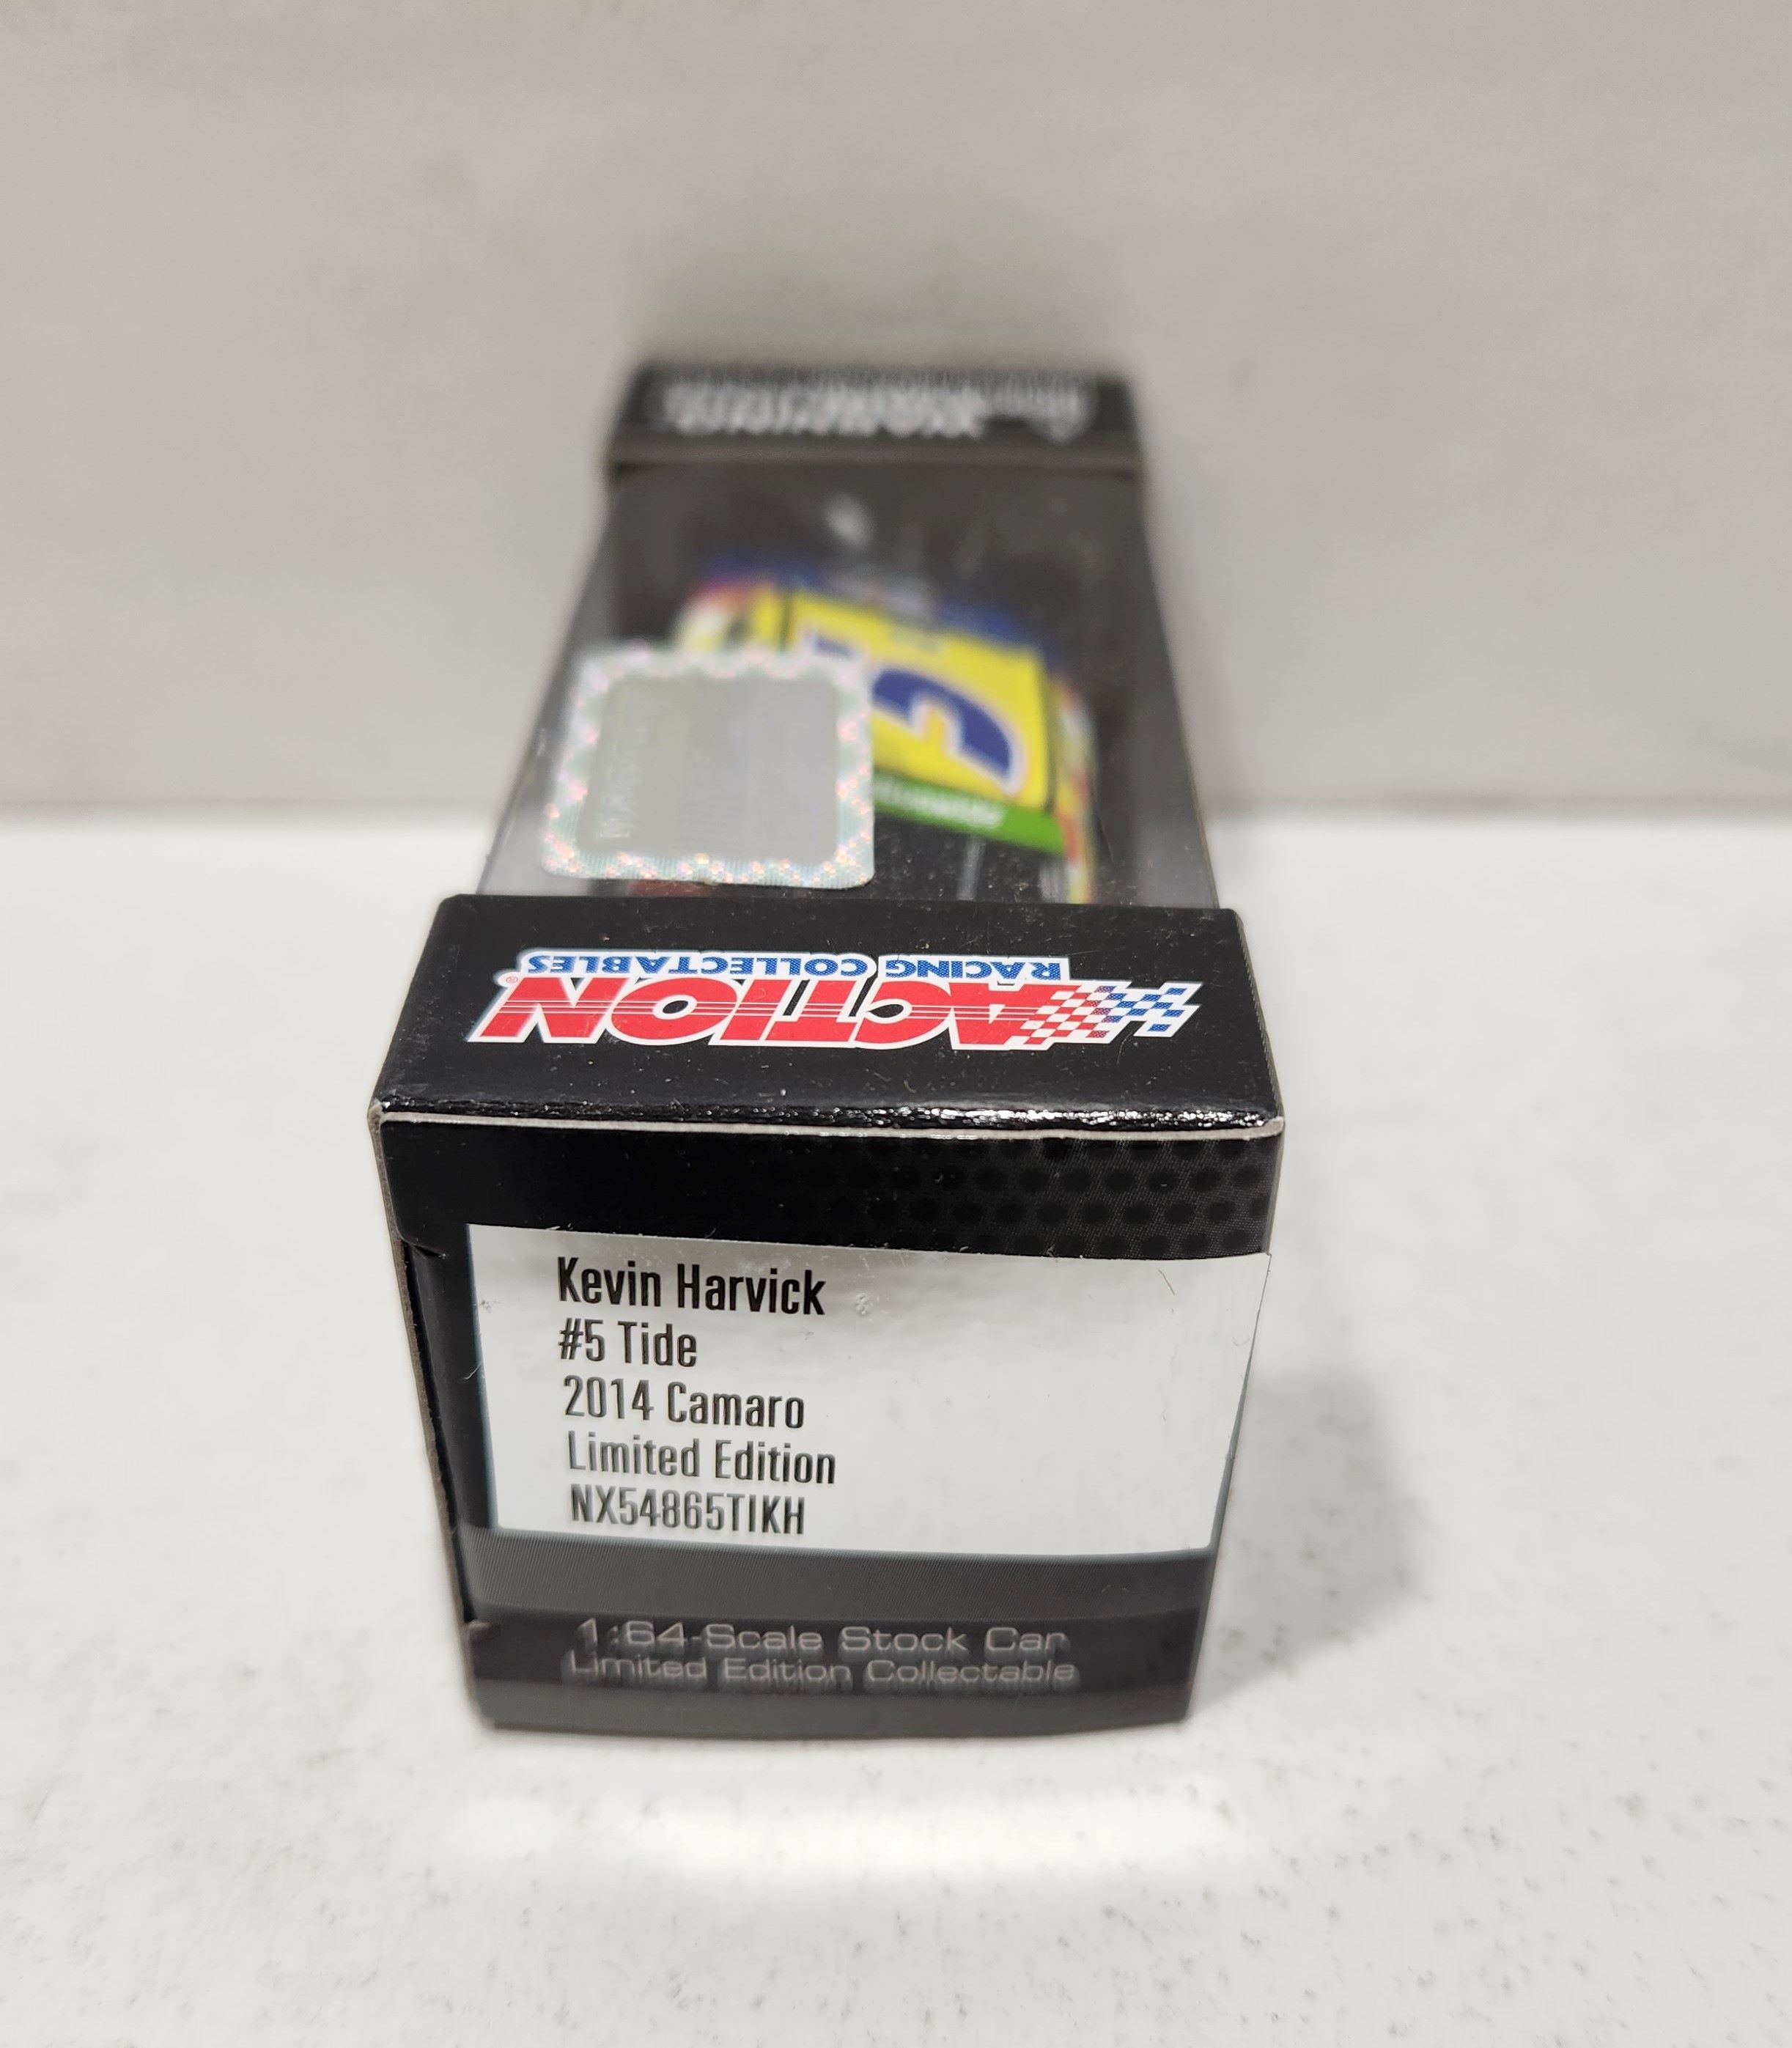 WARNING:
ACTION®
RACING COLLECTABLES
Kevin Harvick
#5 Tide
2014 Camaro
Limited Edition
NX54865TIKH
1:64-Scale Stock Car
Limited Edition Collectable